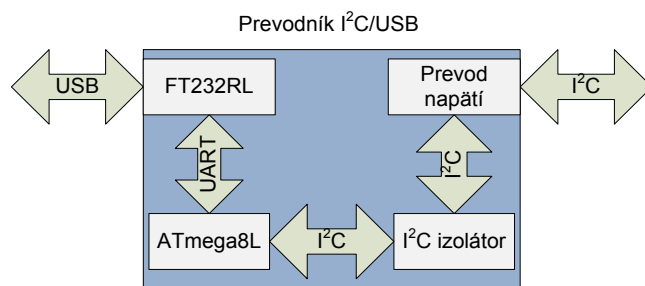 Prevodník I²C/USB
USB
FT232RL
Prevod
napätí
I²C
UART
I²C
ATmega8L
I²C
I²C izolátor